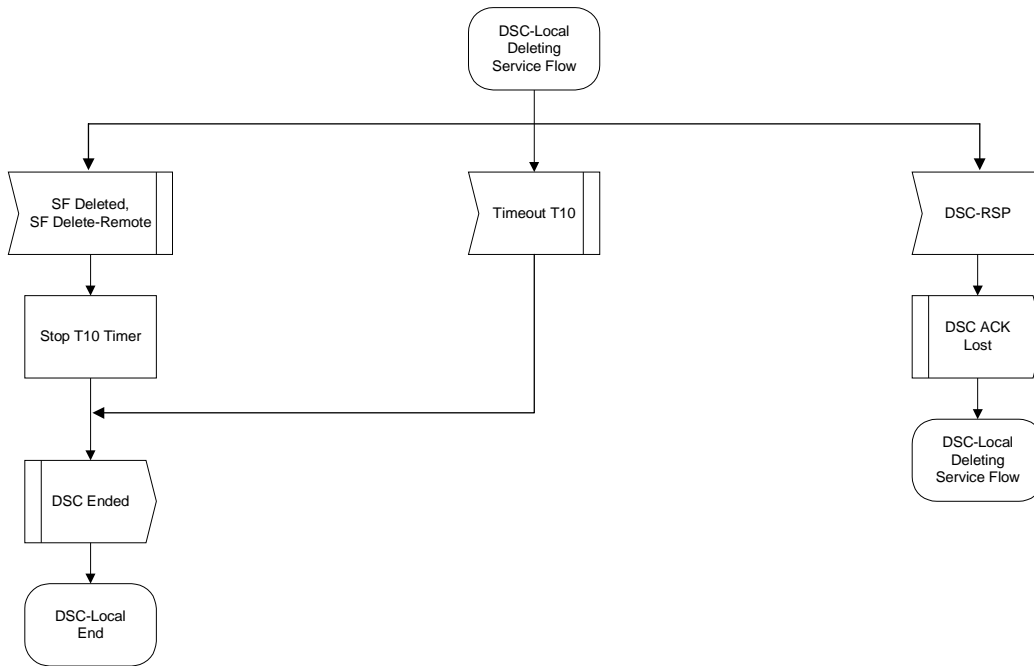 DSC-Local
Deleting
Service Flow
SF Deleted,
SF Delete-Remote
Timeout T10
DSC-RSP
Stop T10 Timer
DSC ACK
Lost
DSC-Local
Deleting
Service Flow
DSC Ended
DSC-Local
End